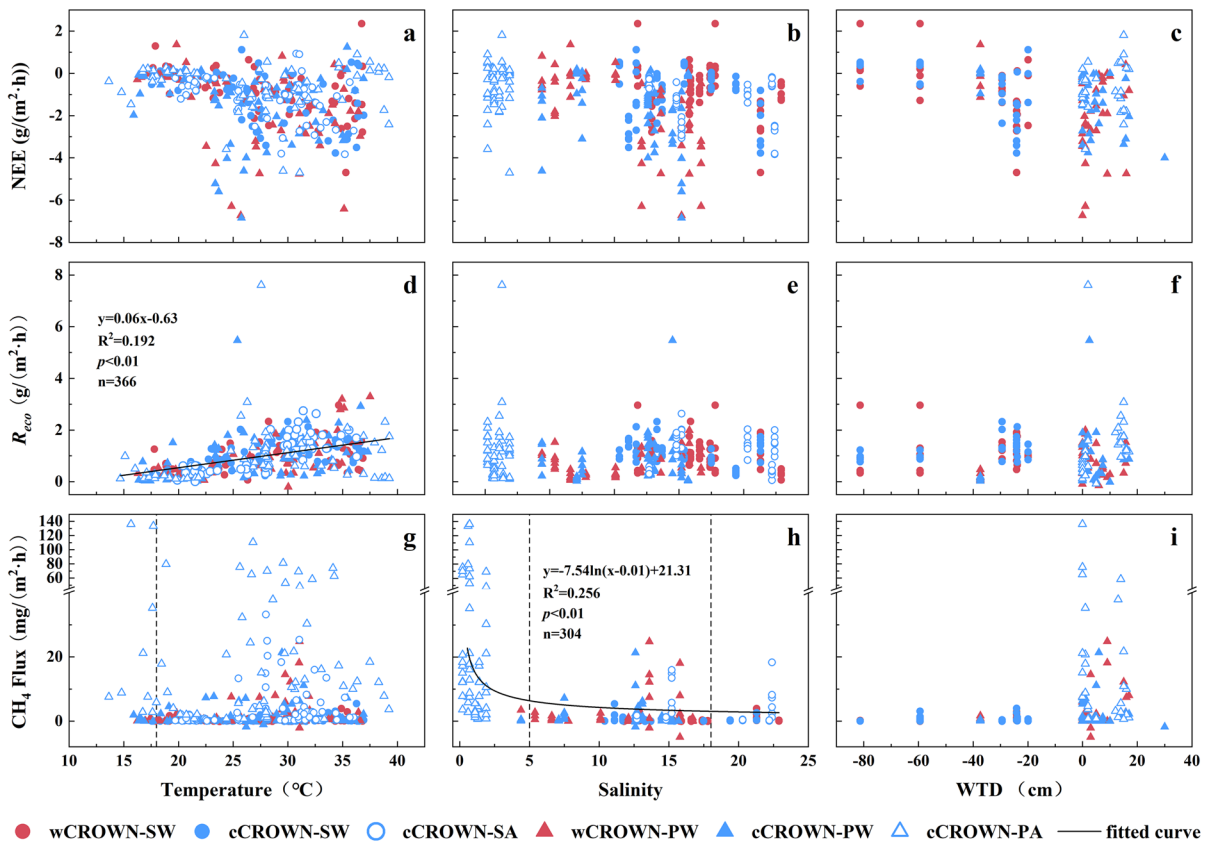 a
b
c
2
0
-2
-4
-6
-8
NEE (g/(m²·h))
d
e
f
8
6
4
2
0
Reco（g/(m²·h)）
y=0.06x-0.63
R²=0.192
p<0.01
n=366
g
h
i
140
120
100
80
60
20
10
0
CH₄ Flux（mg/(m²·h)）
y=-7.54ln(x-0.01)+21.31
R²=0.256
p<0.01
n=304
10 15 20 25 30 35 40
0 5 10 15 20 25
-80 -60 -40 -20 0 20 40
Temperature（℃）
Salinity
WTD （cm）
wCROWN-SW cCROWN-SW cCROWN-SA wCROWN-PW cCROWN-PW cCROWN-PA fitted curve